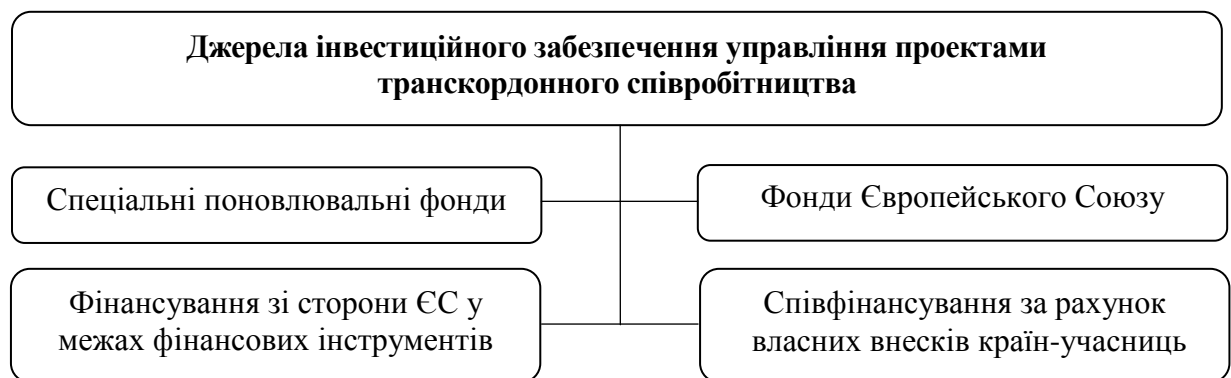 Джерела інвестиційного забезпечення управління проектами
транскордонного співробітництва
Спеціальні поновлювальні фонди
Фонди Європейського Союзу
Фінансування зі сторони ЄС у
межах фінансових інструментів
Співфінансування за рахунок
власних внесків країн-учасниць